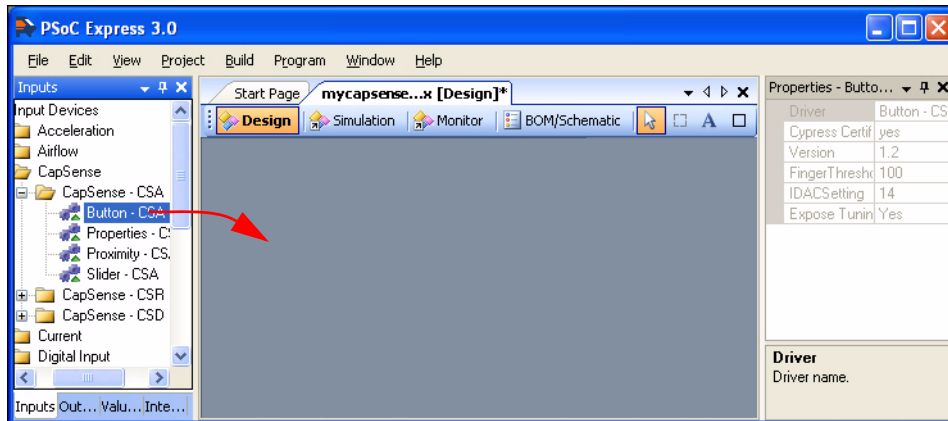 PSoC Express 3.0
File Edit View Project Build Program Window Help
Inputs
Input Devices
Acceleration
Airflow
CapSense
CapSense - CSA
Button - CSA
Properties - C
Proximity - CS
Slider - CSA
CapSense - CSR
CapSense - CSD
Current
Digital Input
Inputs Out... Valu... Inte...
Start Page mycapsense...x [Design]*
Design Simulation Monitor BOM/Schematic A
Properties - Butto...
Driver Button - CS
Cypress Certif yes
Version 1.2
FingerThresh 100
IDACSetting 14
Expose Tunin Yes
Driver
Driver name.